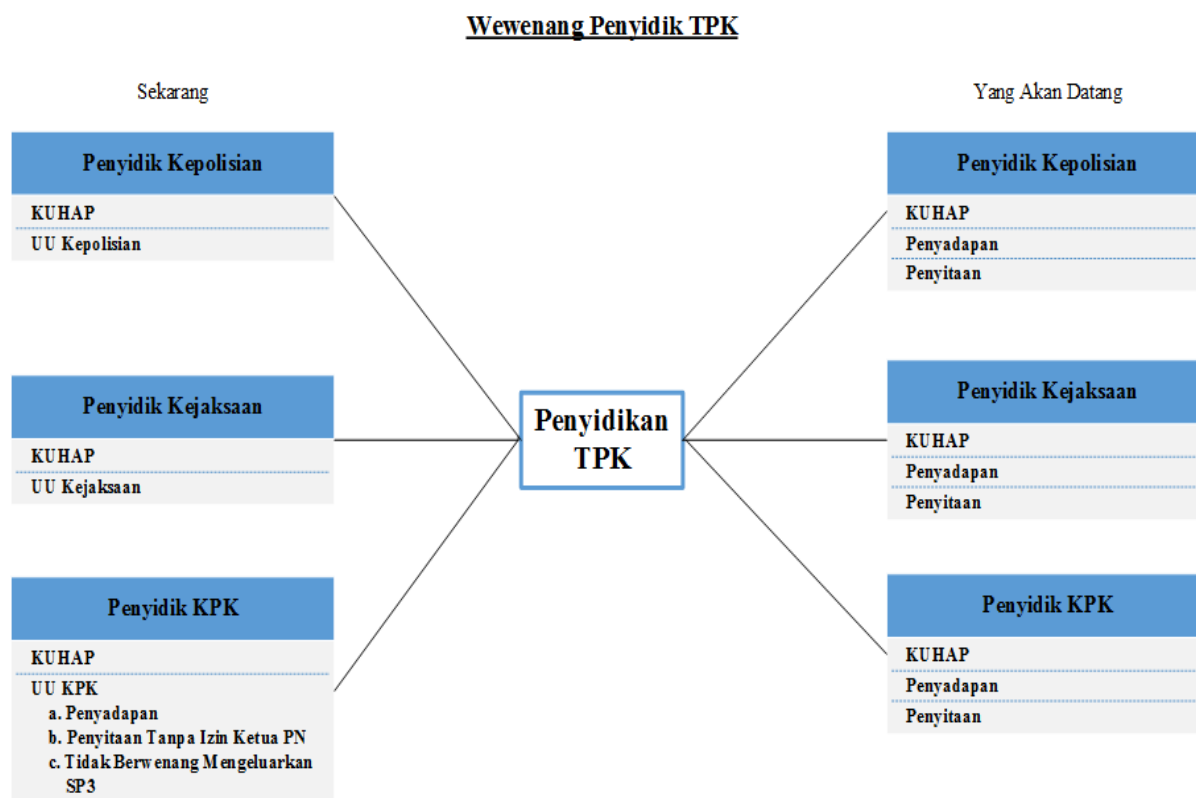 Wewenang Penyidik TPK
Sekarang
Yang Akan Datang
Penyidik Kepolisian
KUHAP
UU Kepolisian
Penyidik Kejaksaan
KUHAP
UU Kejaksaan
Penyidik KPK
KUHAP
UU KPK
a. Penyadapan
b. Penyitaan Tanpa Izin Ketua PN
c. Tidak Berwenang Mengeluarkan
SP3
Penyidikan
TPK
Penyidik Kepolisian
KUHAP
Penyadapan
Penyitaan
Penyidik Kejaksaan
KUHAP
Penyadapan
Penyitaan
Penyidik KPK
KUHAP
Penyadapan
Penyitaan